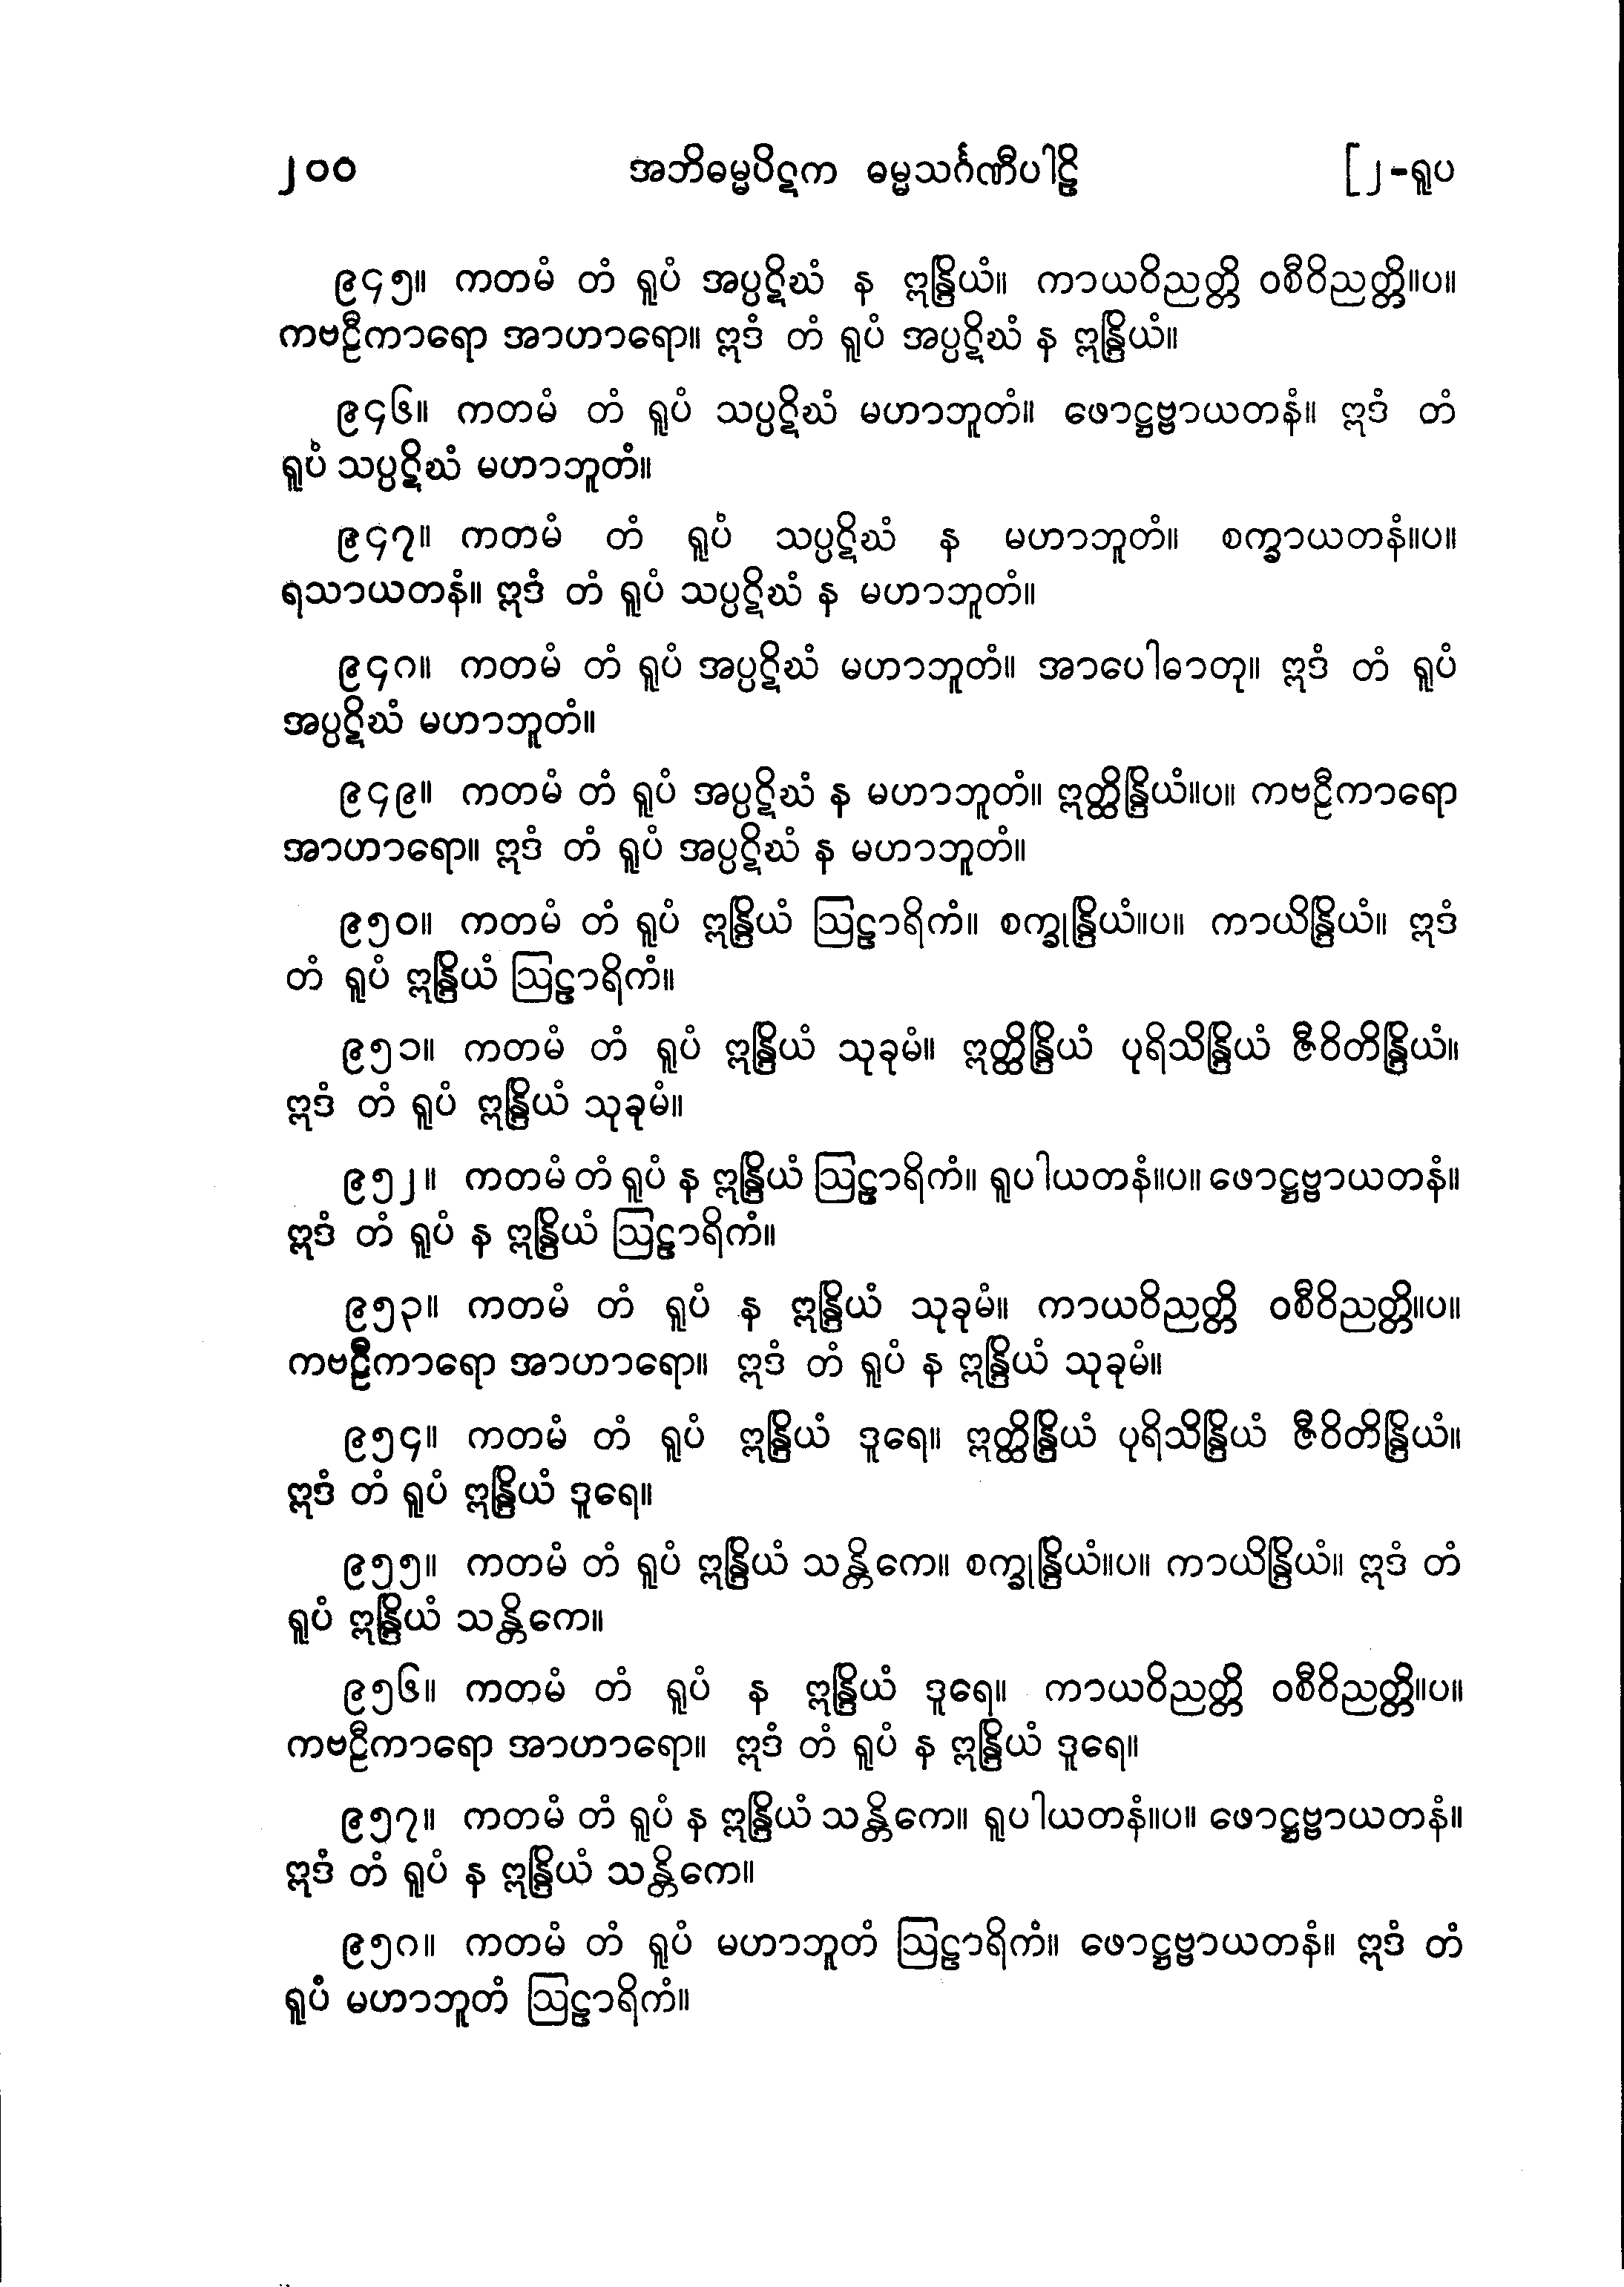 ၂၀၀ အဘိဓမ္မပိဋက ဓမ္မသင်္ဂဏီပါဠိ [၂-ရူပ
၉၄၅။ ကတမံ တံ ရူပံ အပ္ပဋိဃံ န ဣန္ဒြိယံ။ ကာယဝိညတ္တိ ဝစီဝိညတ္တိ။ပ။
ကဗဠီကာရော အာဟာရော။ ဣဒံ တံ ရူပံ အပ္ပဋိဃံ န ဣန္ဒြိယံ။
၉၄၆။ ကတမံ တံ ရူပံ သပ္ပဋိဃံ မဟာဘူတံ။ ဖောဋ္ဌဗ္ဗာယတနံ။ ဣဒံ တံ
ရူပံ သပ္ပဋိဃံ မဟာဘူတံ။
၉၄၇။ ကတမံ တံ ရူပံ သပ္ပဋိဃံ န မဟာဘူတံ။ စက္ခာယတနံ။ပ။
ရသာယတနံ။ ဣဒံ တံ ရူပံ သပ္ပဋိဃံ န မဟာဘူတံ။
၉၄၈။ ကတမံ တံ ရူပံ အပ္ပဋိဃံ မဟာဘူတံ။ အာပေါဓာတု။ ဣဒံ တံ ရူပံ
အပ္ပဋိဃံ မဟာဘူတံ။
၉၄၉။ ကတမံ တံ ရူပံ အပ္ပဋိဃံ န မဟာဘူတံ။ ဣတ္ထိန္ဒြိယံ။ပ။ ကဗဠီကာရော
အာဟာရော။ ဣဒံ တံ ရူပံ အပ္ပဋိဃံ န မဟာဘူတံ။
၉၅၀။ ကတမံ တံ ရူပံ ဣန္ဒြိယံ ဩဠာရိကံ။ စက္ခုန္ဒြိယံ။ပ။ ကာယိန္ဒြိယံ။ ဣဒံ
တံ ရူပံ ဣန္ဒြိယံ ဩဠာရိကံ။
၉၅၁။ ကတမံ တံ ရူပံ ဣန္ဒြိယံ သုခုမံ။ ဣတ္ထိန္ဒြိယံ ပုရိသိန္ဒြိယံ ဇီဝိတိန္ဒြိယံ။
ဣဒံ တံ ရူပံ ဣန္ဒြိယံ သုခုမံ။
၉၅၂။ ကတမံ တံ ရူပံ န ဣန္ဒြိယံ ဩဠာရိကံ။ ရူပါယတနံ။ပ။ ဖောဋ္ဌဗ္ဗာယတနံ။
ဣဒံ တံ ရူပံ န ဣန္ဒြိယံ ဩဠာရိကံ။
၉၅၃။ ကတမံ တံ ရူပံ န ဣန္ဒြိယံ သုခုမံ။ ကာယဝိညတ္တိ ဝစီဝိညတ္တိ။ပ။
ကဗဠီကာရော အာဟာရော။ ဣဒံ တံ ရူပံ န ဣန္ဒြိယံ သုခုမံ။
၉၅၄။ ကတမံ တံ ရူပံ ဣန္ဒြိယံ ဒူရေ။ ဣတ္ထိန္ဒြိယံ ပုရိသိန္ဒြိယံ ဇီဝိတိန္ဒြိယံ။
ဣဒံ တံ ရူပံ ဣန္ဒြိယံ ဒူရေ။
၉၅၅။ ကတမံ တံ ရူပံ ဣန္ဒြိယံ သန္တိကေ။ စက္ခုန္ဒြိယံ။ပ။ ကာယိန္ဒြိယံ။ ဣဒံ တံ
ရူပံ ဣန္ဒြိယံ သန္တိကေ။
၉၅၆။ ကတမံ တံ ရူပံ န ဣန္ဒြိယံ ဒူရေ။ ကာယဝိညတ္တိ ဝစီဝိညတ္တိ။ပ။
ကဗဠီကာရော အာဟာရော။ ဣဒံ တံ ရူပံ န ဣန္ဒြိယံ ဒူရေ။
၉၅၇။ ကတမံ တံ ရူပံ န ဣန္ဒြိယံ သန္တိကေ။ ရူပါယတနံ။ပ။ ဖောဋ္ဌဗ္ဗာယတနံ။
ဣဒံ တံ ရူပံ န ဣန္ဒြိယံ သန္တိကေ။
၉၅၈။ ကတမံ တံ ရူပံ မဟာဘူတံ ဩဠာရိကံ။ ဖောဋ္ဌဗ္ဗာယတနံ။ ဣဒံ တံ
ရူပံ မဟာဘူတံ ဩဠာရိကံ။